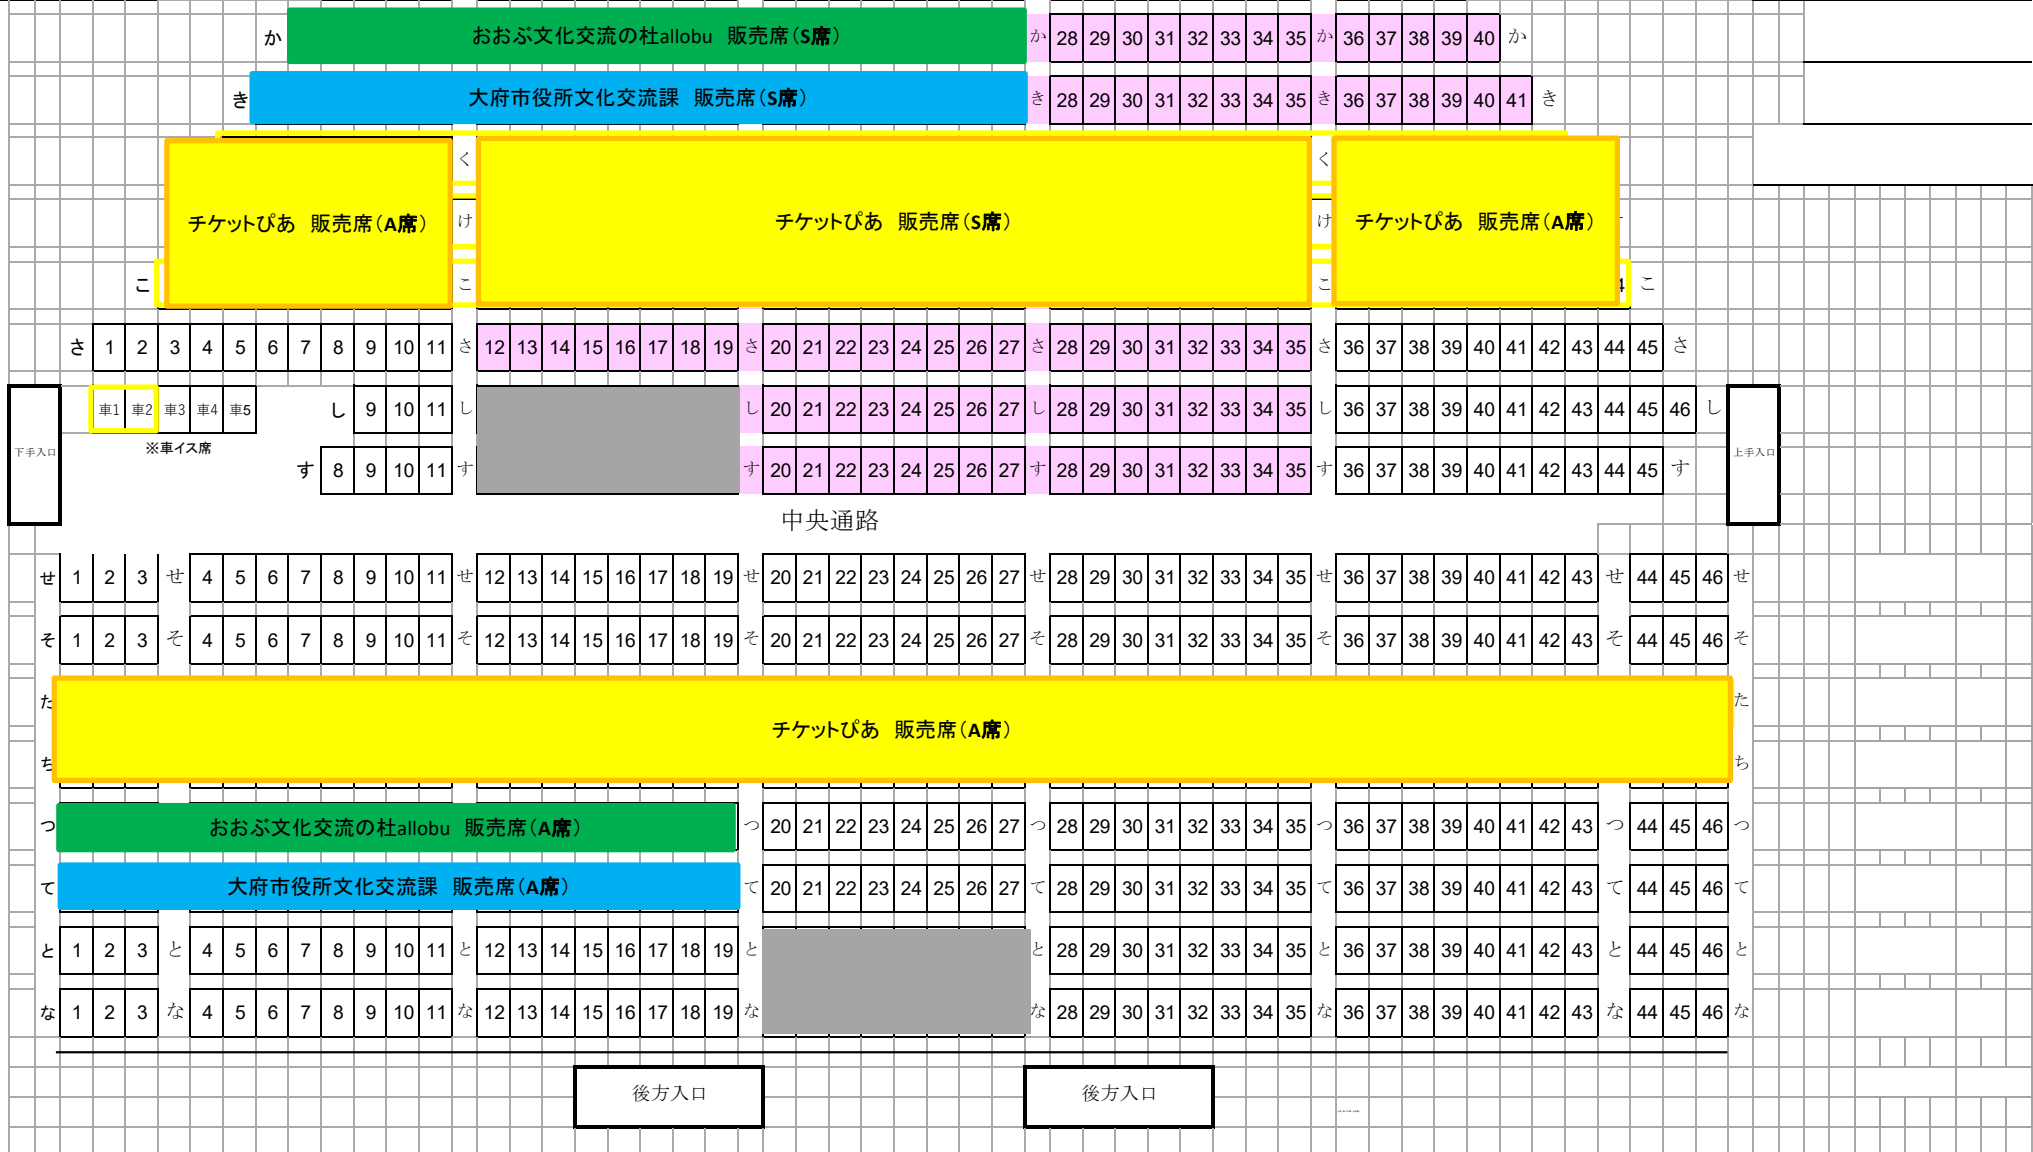 か おおぶ文化交流の杜allobu 販売席(S席) か 28 29 30 31 32 33 34 35 か 36 37 38 39 40 か
き 大府市役所文化交流課 販売席(S席) き 28 29 30 31 32 33 34 35 き 36 37 38 39 40 41 き
く く
チケットぴあ 販売席(A席) け チケットぴあ 販売席(S席) け チケットぴあ 販売席(A席)
こ こ こ 4 こ
さ 1 2 3 4 5 6 7 8 9 10 11 さ 12 13 14 15 16 17 18 19 さ 20 21 22 23 24 25 26 27 さ 28 29 30 31 32 33 34 35 さ 36 37 38 39 40 41 42 43 44 45 さ
車1 車2 車3 車4 車5 し 9 10 11 し し 20 21 22 23 24 25 26 27 し 28 29 30 31 32 33 34 35 し 36 37 38 39 40 41 42 43 44 45 46 し
※車イス席
下手入口 上手入口
す 8 9 10 11 す す 20 21 22 23 24 25 26 27 す 28 29 30 31 32 33 34 35 す 36 37 38 39 40 41 42 43 44 45 す
中央通路
せ 1 2 3 せ 4 5 6 7 8 9 10 11 せ 12 13 14 15 16 17 18 19 せ 20 21 22 23 24 25 26 27 せ 28 29 30 31 32 33 34 35 せ 36 37 38 39 40 41 42 43 せ 44 45 46 せ
そ 1 2 3 そ 4 5 6 7 8 9 10 11 そ 12 13 14 15 16 17 18 19 そ 20 21 22 23 24 25 26 27 そ 28 29 30 31 32 33 34 35 そ 36 37 38 39 40 41 42 43 そ 44 45 46 そ
た た
チケットぴあ 販売席(A席)
ち ち
つ おおぶ文化交流の杜allobu 販売席(A席) つ 20 21 22 23 24 25 26 27 つ 28 29 30 31 32 33 34 35 つ 36 37 38 39 40 41 42 43 つ 44 45 46 つ
て 大府市役所文化交流課 販売席(A席) て 20 21 22 23 24 25 26 27 て 28 29 30 31 32 33 34 35 て 36 37 38 39 40 41 42 43 て 44 45 46 て
と 1 2 3 と 4 5 6 7 8 9 10 11 と 12 13 14 15 16 17 18 19 と と 28 29 30 31 32 33 34 35 と 36 37 38 39 40 41 42 43 と 44 45 46 と
な 1 2 3 な 4 5 6 7 8 9 10 11 な 12 13 14 15 16 17 18 19 な な 28 29 30 31 32 33 34 35 な 36 37 38 39 40 41 42 43 な 44 45 46 な
後方入口 後方入口